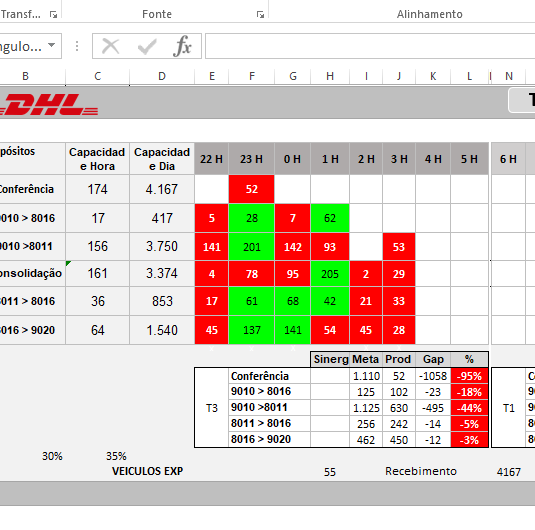 Transf...
Fonte
Alinhamento
ngulo...
fx
B C D E F G H I J K L N
DHL
T
pósitos Capacidad e Hora Capacidad e Dia 22 H 23 H 0 H 1 H 2 H 3 H 4 H 5 H 6 H
Conferência 174 4.167 52
9010 > 8016 17 417 5 28 7 62
9010 >8011 156 3.750 141 201 142 93 53
onsolidação 161 3.374 4 78 95 205 2 29
8011 > 8016 36 853 17 61 68 42 21 33
8016 > 9020 64 1.540 45 137 141 54 45 28
Sinerg Meta Prod Gap %
Conferência 1.110 52 -1058 -95% C
9010 > 8016 125 102 -23 -18% 9
T3 9010 >8011 1.125 630 -495 -44% T1 9
8011 > 8016 256 242 -14 -5% 8
8016 > 9020 462 450 -12 -3% 8
30% 35%
VEICULOS EXP 55 Recebimento 4167